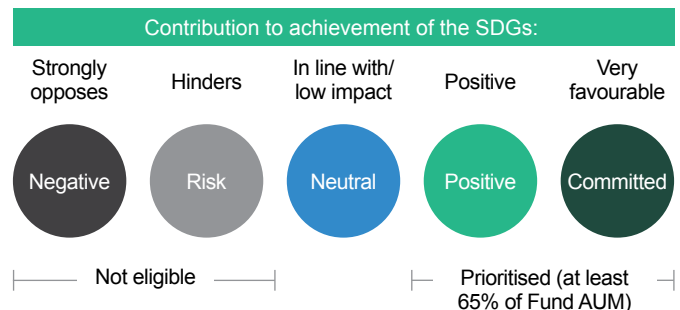 Contribution to achievement of the SDGs:
Strongly
opposes
Hinders
In line with/
low impact
Positive
Very
favourable
Negative
Risk
Neutral
Positive
Committed
Not eligible
Prioritised (at least
65% of Fund AUM)